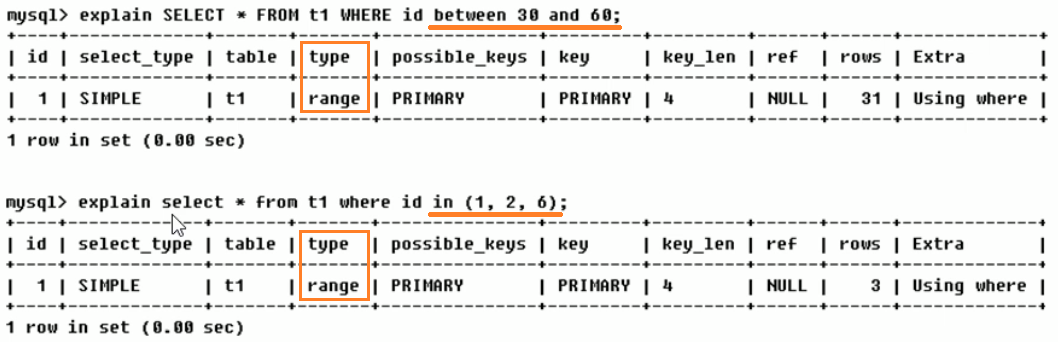 mysql> explain SELECT * FROM t1 WHERE id between 30 and 60;
+----+-------------+-------+-------+---------------+---------+---------+------+------+-------------+
| id | select_type | table | type | possible_keys | key | key_len | ref | rows | Extra |
+----+-------------+-------+-------+---------------+---------+---------+------+------+-------------+
| 1 | SIMPLE | t1 | range | PRIMARY | PRIMARY | 4 | NULL | 31 | Using where |
+----+-------------+-------+-------+---------------+---------+---------+------+------+-------------+
1 row in set (0.00 sec)
mysql> explain select * from t1 where id in (1, 2, 6);
+----+-------------+-------+-------+---------------+---------+---------+------+------+-------------+
| id | select_type | table | type | possible_keys | key | key_len | ref | rows | Extra |
+----+-------------+-------+-------+---------------+---------+---------+------+------+-------------+
| 1 | SIMPLE | t1 | range | PRIMARY | PRIMARY | 4 | NULL | 3 | Using where |
+----+-------------+-------+-------+---------------+---------+---------+------+------+-------------+
1 row in set (0.00 sec)